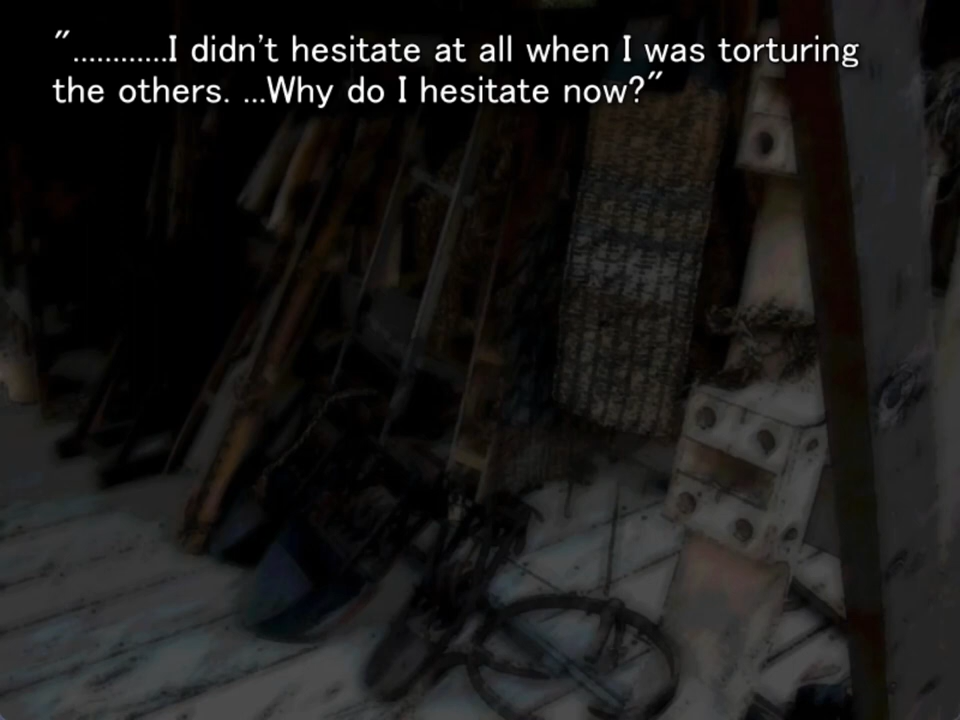 "............I didn't hesitate at all when I was torturing
the others. ...Why do I hesitate now?"